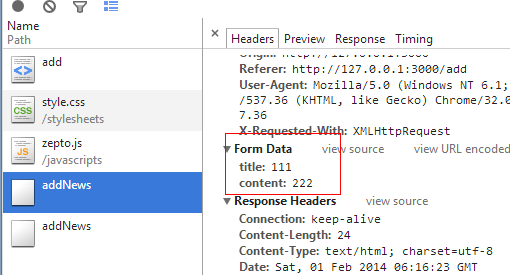 Name
Path
add
style.css
/stylesheets
zepto.js
/javascripts
addNews
addNews
× Headers Preview Response Timing
Origin: http://127.0.0.1:3000
Referer: http://127.0.0.1:3000/add
User-Agent: Mozilla/5.0 (Windows NT 6.1;
/537.36 (KHTML, like Gecko) Chrome/32.0
7.36
X-Requested-With: XMLHttpRequest
▼ Form Data view source view URL encoded
title: 111
content: 222
▼ Response Headers view source
Connection: keep-alive
Content-Length: 24
Content-Type: text/html; charset=utf-8
Date: Sat, 01 Feb 2014 06:16:23 GMT